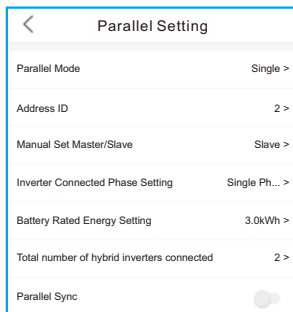 Parallel Setting
Parallel Mode Single >
Address ID 2 >
Manual Set Master/Slave Slave >
Inverter Connected Phase Setting Single Ph... >
Battery Rated Energy Setting 3.0kWh >
Total number of hybrid inverters connected 2 >
Parallel Sync